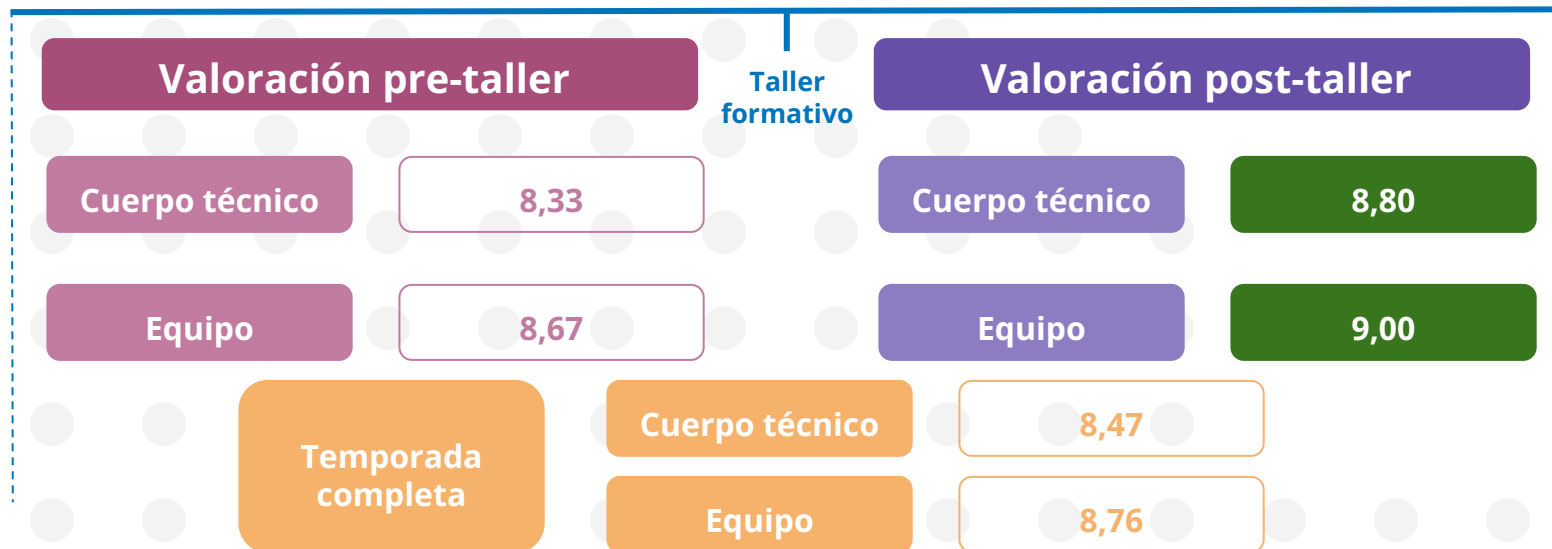 Valoración pre-taller
Taller
formativo
Valoración post-taller
Cuerpo técnico
8,33
Cuerpo técnico
8,80
Equipo
8,67
Equipo
9,00
Temporada
completa
Cuerpo técnico
8,47
Equipo
8,76